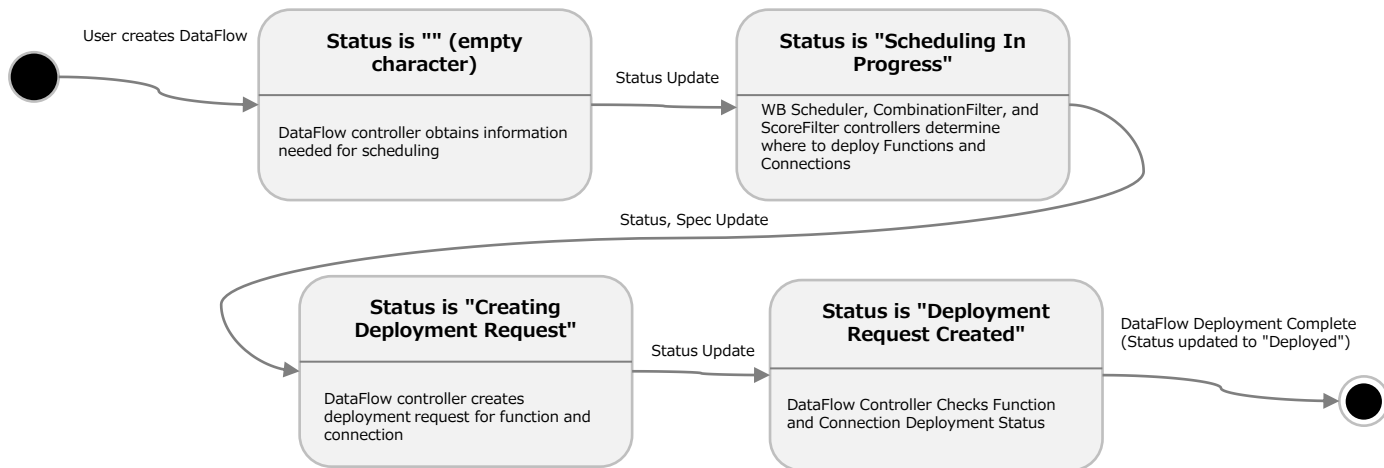 User creates DataFlow
Status is "" (empty
character)
DataFlow controller obtains information
needed for scheduling
Status Update
Status is "Scheduling In
Progress"
WB Scheduler, CombinationFilter, and
ScoreFilter controllers determine
where to deploy Functions and
Connections
Status, Spec Update
Status is "Creating
Deployment Request"
DataFlow controller creates
deployment request for function and
connection
Status Update
Status is "Deployment
Request Created"
DataFlow Controller Checks Function
and Connection Deployment Status
DataFlow Deployment Complete
(Status updated to "Deployed")